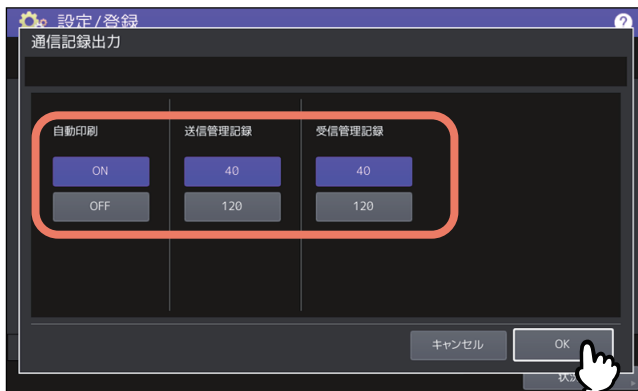 設定/登録
?
通信記録出力
自動印刷 送信管理記録 受信管理記録
ON 40 40
OFF 120 120
キャンセル OK